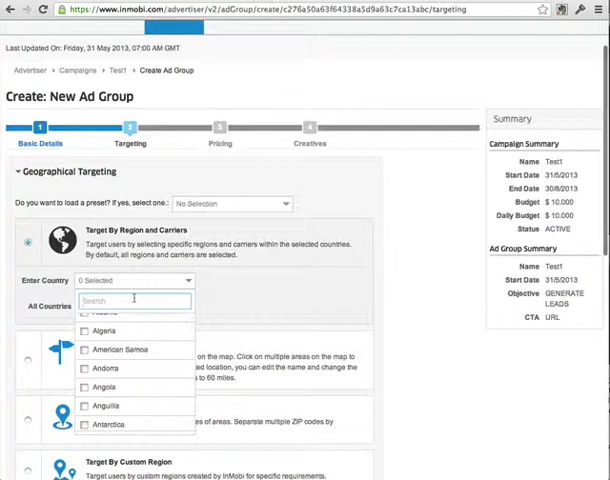 www.inmobi.com/advertiser/v2/adGroup/create/c276a50a63f64338a5d9a63c7ca13abc/targeting
Last Updated On: Friday, 31 May 2013, 07:00 AM GMT
Advertiser › Campaigns › Test1 › Create Ad Group
Create: New Ad Group
1 2 3 4
Basic Details Targeting Pricing Creatives
Geographical Targeting
Do you want to load a preset? If yes, select one.: No Selection
Target By Region and Carriers
Target users by selecting specific regions and carriers within the selected countries.
By default, all regions and carriers are selected.
Enter Country 0 Selected
Search
All Countries
Algeria
American Samoa
Andorra
Angola
Anguilla
Antarctica
on the map. Click on multiple areas on the map to
ted location, you can edit the name and change the
s to 60 miles.
es of areas. Separate multiple ZIP codes by
Target By Custom Region
Target users by custom regions created by InMobi for specific requirements.
Summary
Campaign Summary
Name Test1
Start Date 31/5/2013
End Date 30/8/2013
Budget $ 10.000
Daily Budget $ 10.000
Status ACTIVE
Ad Group Summary
Name Test1
Start Date 31/5/2013
Objective GENERATE
LEADS
CTA URL